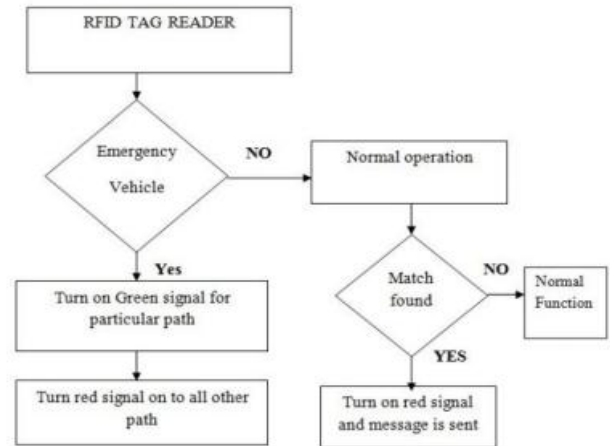 RFID TAG READER
Emergency
Vehicle
NO
Normal operation
Yes
Turn on Green signal for
particular path
Match
found
NO
Normal
Function
YES
Turn red signal on to all other
path
Turn on red signal
and message is sent